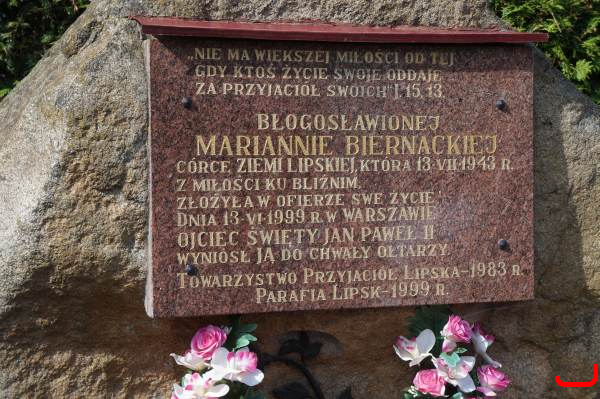 „NIE MA WIĘKSZEJ MIŁOŚCI OD TEJ
GDY KTOŚ ŻYCIE SWOJE ODDAJE
ZA PRZYJACIÓŁ SWOICH" J. 15, 13.
BŁOGOSŁAWIONEJ
MARIANNIE BIERNACKIEJ
CÓRCE ZIEMI LIPSKIEJ, KTÓRA 13-VII-1943 R.
Z MIŁOŚCI KU BLIŹNIM,
ZŁOŻYŁA W OFIERZE SWE ŻYCIE.
DNIA 13-VI-1999 R. W WARSZAWIE
OJCIEC ŚWIĘTY JAN PAWEŁ II
WYNIÓSŁ JĄ DO CHWAŁY OŁTARZY.
TOWARZYSTWO PRZYJACIÓŁ LIPSKA-1983 R.
PARAFIA LIPSK-1999 R.